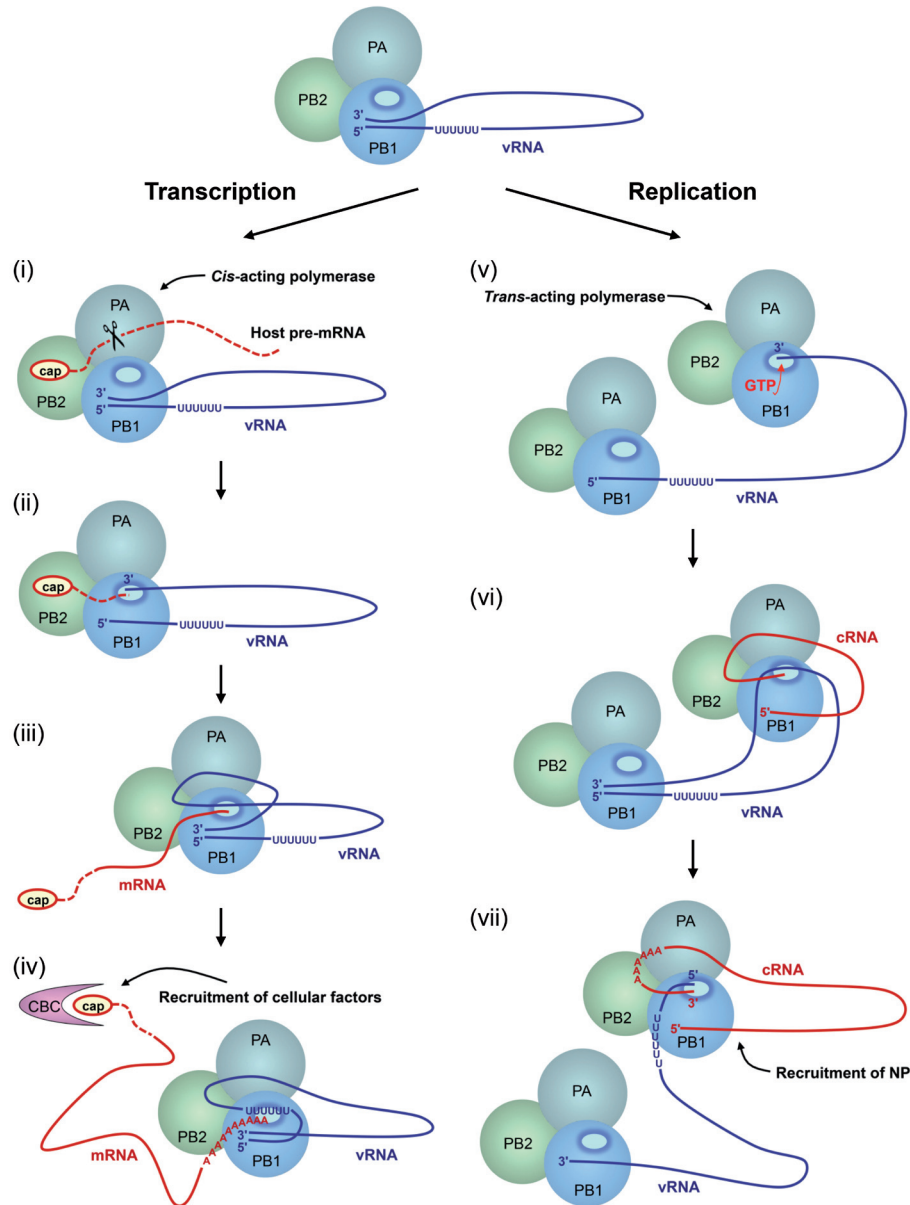 PA
PB2
3'
5'
UUUUUU
PB1
vRNA
Transcription
Replication
(i)
Cis-acting polymerase
PA
Host pre-mRNA
cap
PB2
3'
5'
UUUUUU
PB1
vRNA
(ii)
PA
cap
3'
PB2
5'
UUUUUU
PB1
vRNA
(iii)
PA
PB2
3'
5'
UUUUUU
PB1
vRNA
mRNA
cap
(iv)
CBC
cap
Recruitment of cellular factors
PA
UUUUUU
PB2
AAAAAAAAAA
3'
5'
PB1
mRNA
vRNA
(v)
Trans-acting polymerase
PA
3'
PB2
GTP
PB1
PA
PB2
5'
UUUUUU
PB1
vRNA
(vi)
PA
cRNA
PB2
5'
PB1
PA
PB2
3'
5'
UUUUUU
PB1
vRNA
(vii)
PA
AAAAAAA
cRNA
5'
3'
PB2
UUUUUU
5'
PB1
Recruitment of NP
PA
PB2
3'
PB1
vRNA